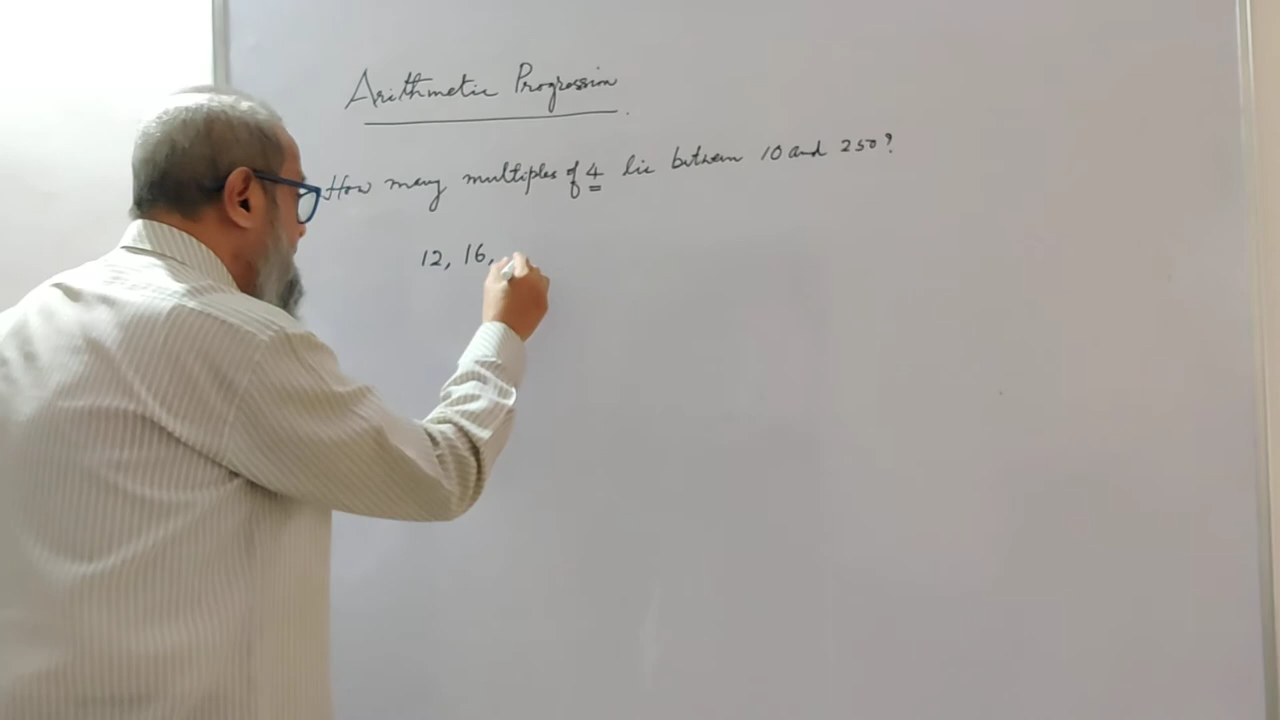 Arithmetic Progression
How many multiples of 4 lie between 10 and 250?
12, 16,